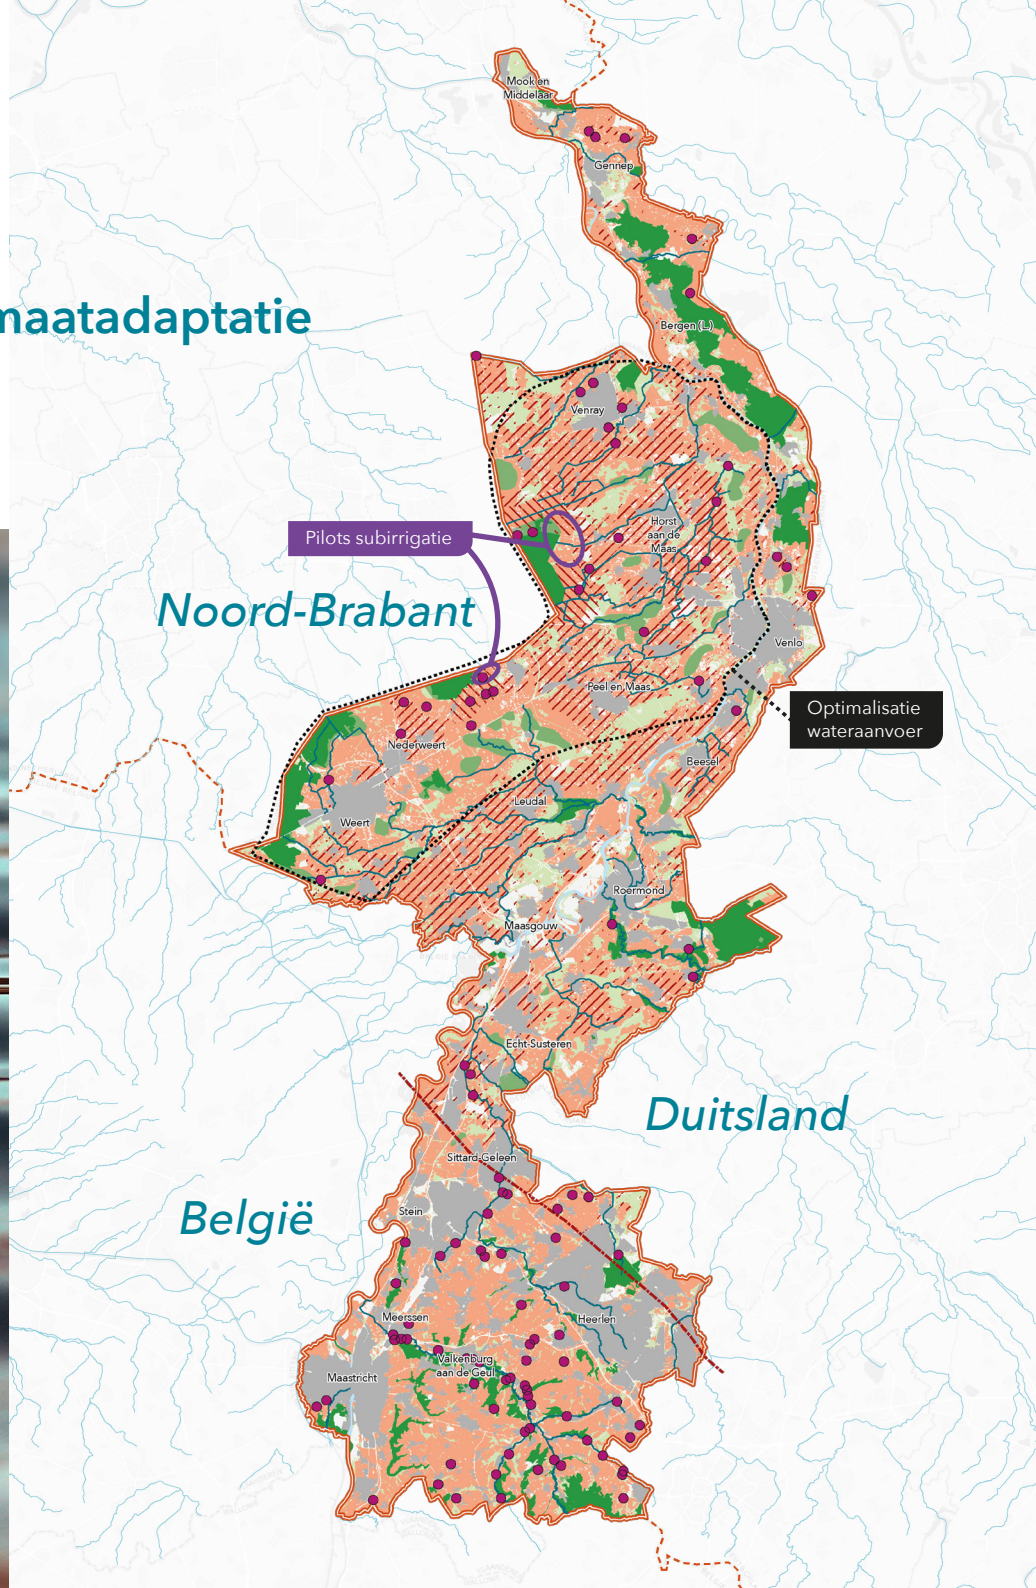 Mook en
Middelaar
Gennep
maatadaptatie
Bergen (L.)
Venray
Pilots subirrigatie
Horst
aan de
Maas
Noord-Brabant
Venlo
Peel en Maas
Optimalisatie
wateraanvoer
Nederweert
Beesel
Leudal
Weert
Roermond
Maasgouw
Echt-Susteren
Duitsland
Sittard-Geleen
België
Stein
Meerssen
Heerlen
Valkenburg
aan de Geul
Maastricht